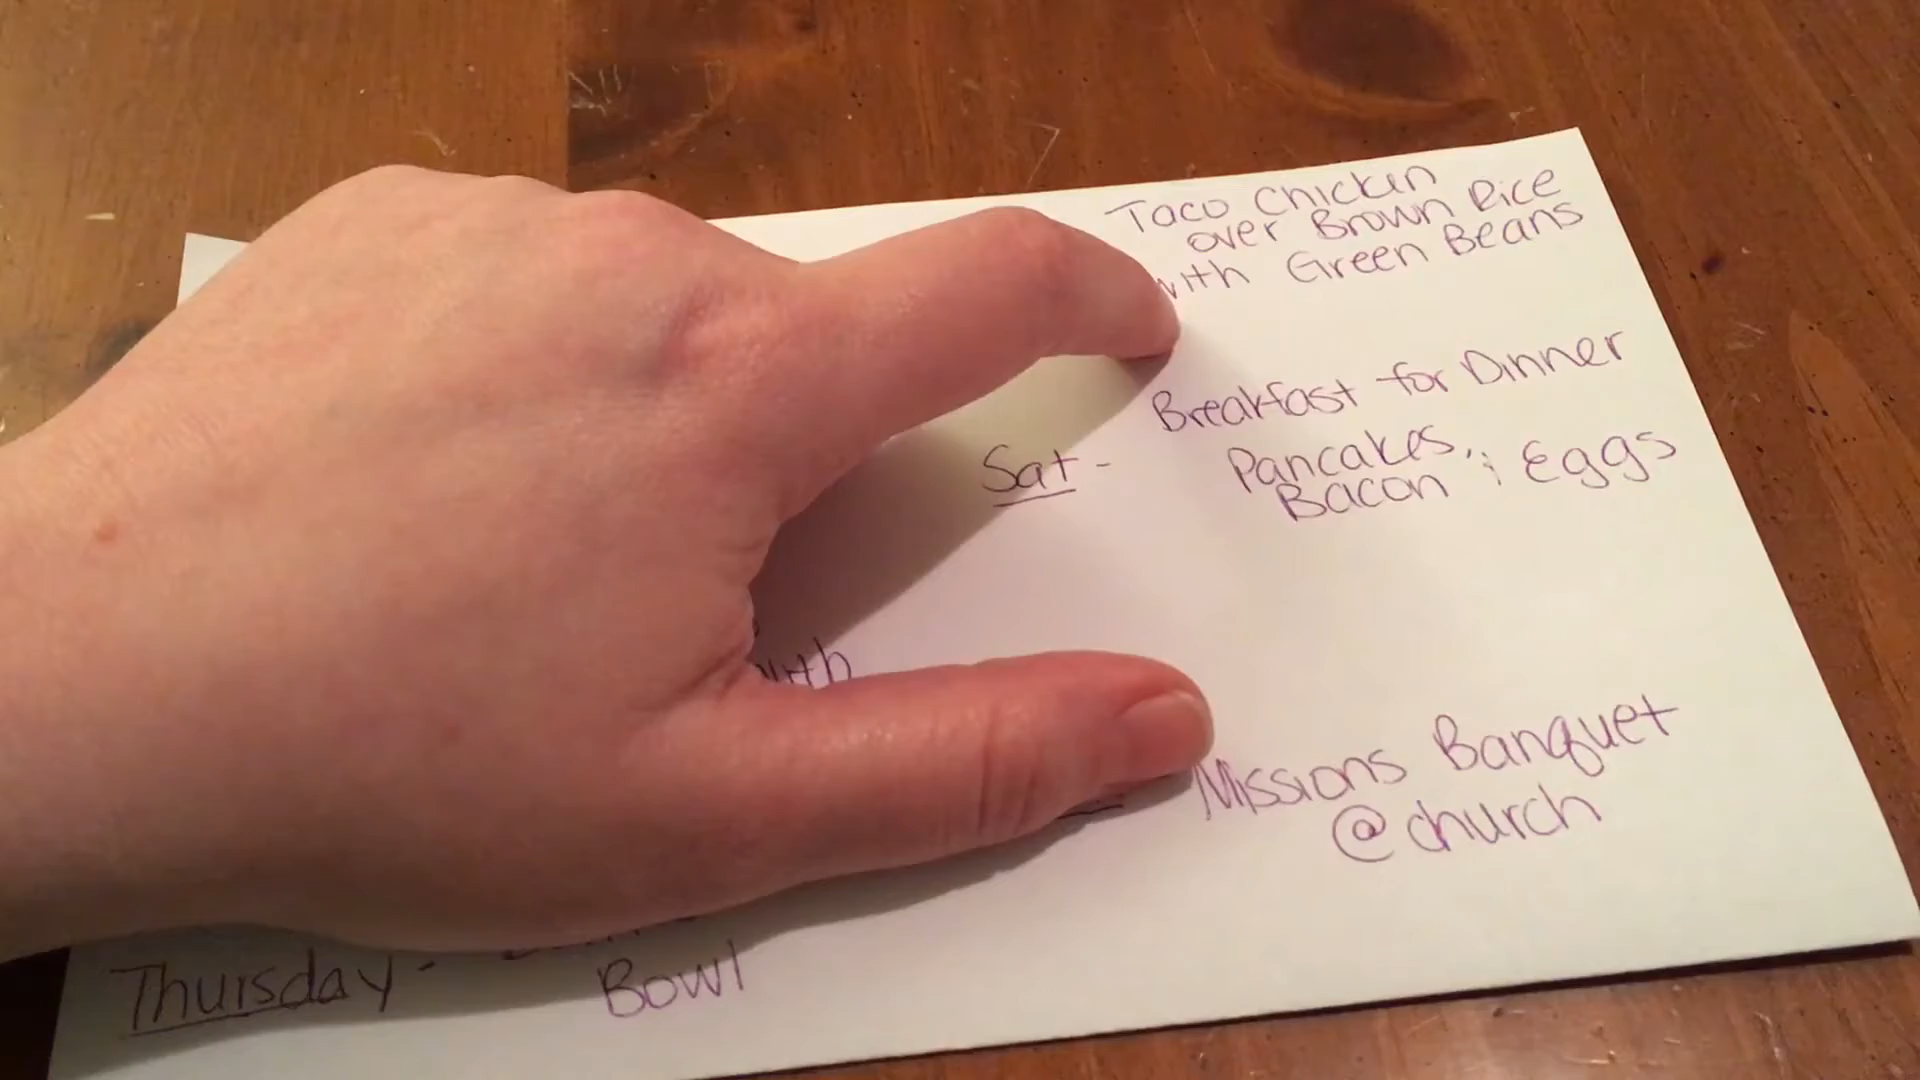 Taco Chicken
over Brown Rice
with Green Beans
Sat -
Breakfast for Dinner
Pancakes,
Bacon & Eggs
Missions Banquet
@ church
Thursday -
Bowl